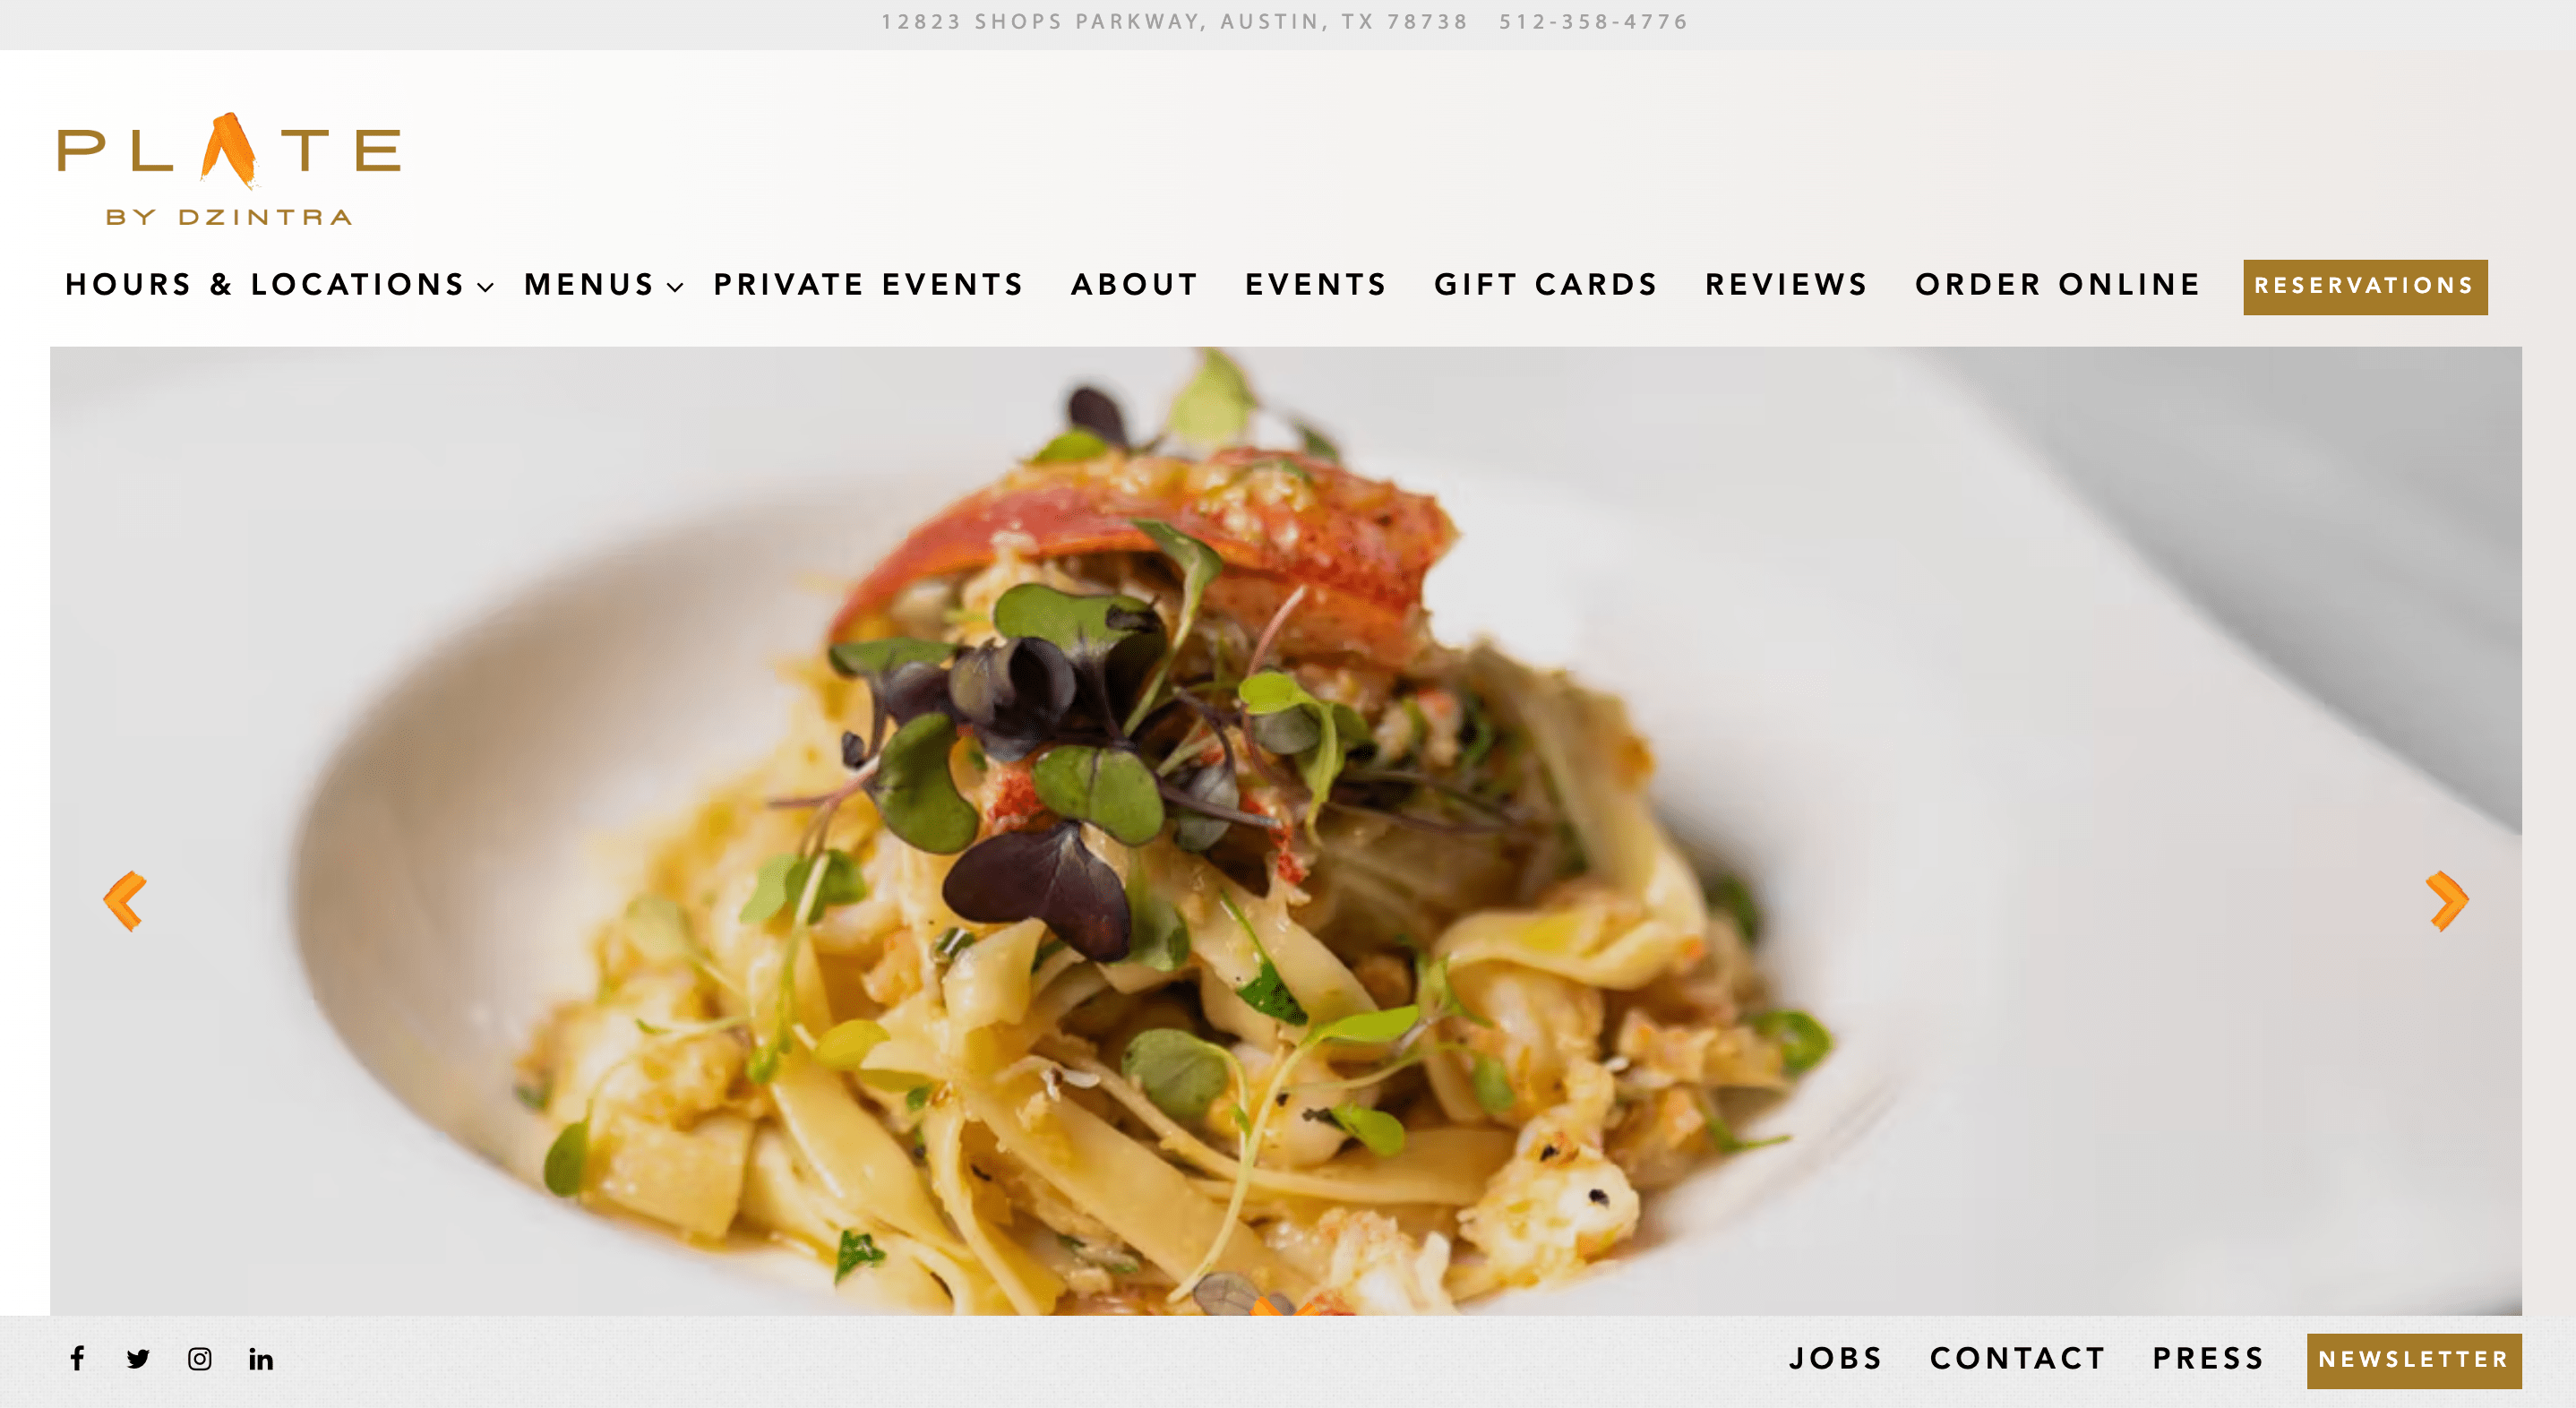 12823 SHOPS PARKWAY, AUSTIN, TX 78738 512-358-4776
PLATE
BY DZINTRA
HOURS & LOCATIONS MENUS PRIVATE EVENTS ABOUT EVENTS GIFT CARDS REVIEWS ORDER ONLINE RESERVATIONS
JOBS CONTACT PRESS NEWSLETTER